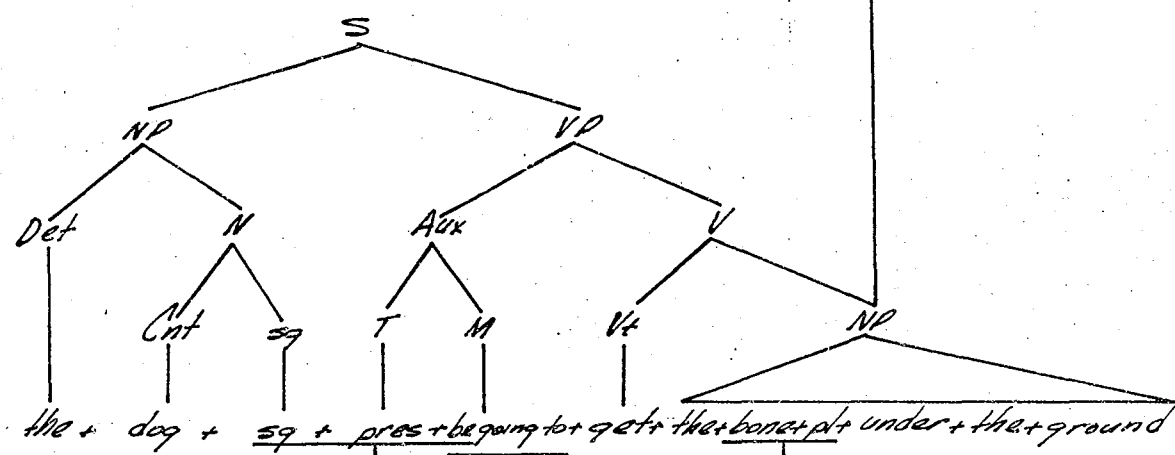 S
NP VP
Det N Aux V
Cnt sg T M Vt NP
the + dog + sg + pres + be going to + get + the + bone + pl + under + the + ground